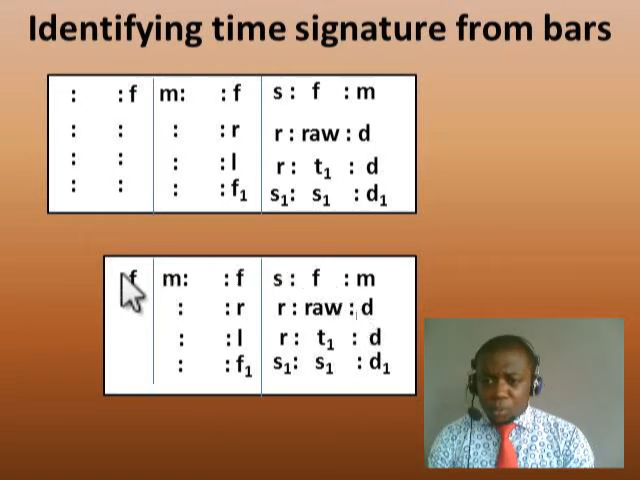 Identifying time signature from bars
: : f m: : f s : f : m
: : : : r r : raw : d
: : : : l r : t₁ : d
: : : : f₁ s₁: s₁ : d₁
f m: : f s : f : m
: : r r : raw : d
: : l r : t₁ : d
: : f₁ s₁: s₁ : d₁